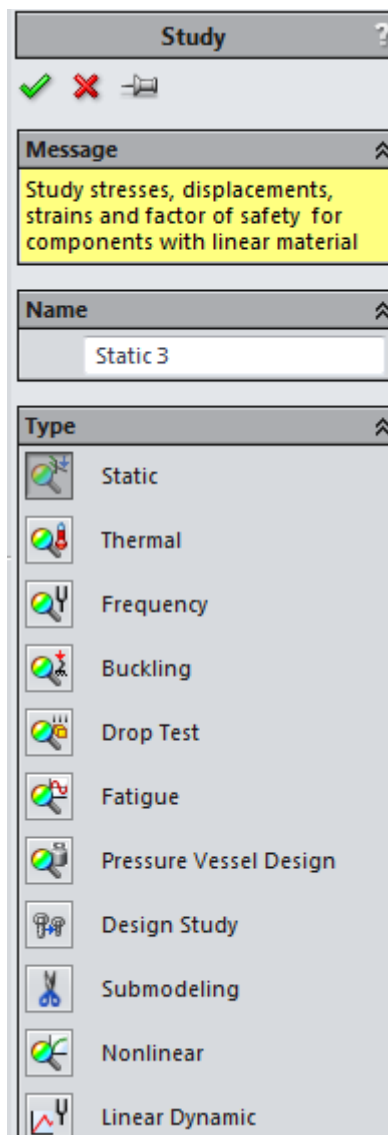 Study
?
Message
Study stresses, displacements,
strains and factor of safety for
components with linear material
Name
Static 3
Type
Static
Thermal
Frequency
Buckling
Drop Test
Fatigue
Pressure Vessel Design
Design Study
Submodeling
Nonlinear
Linear Dynamic